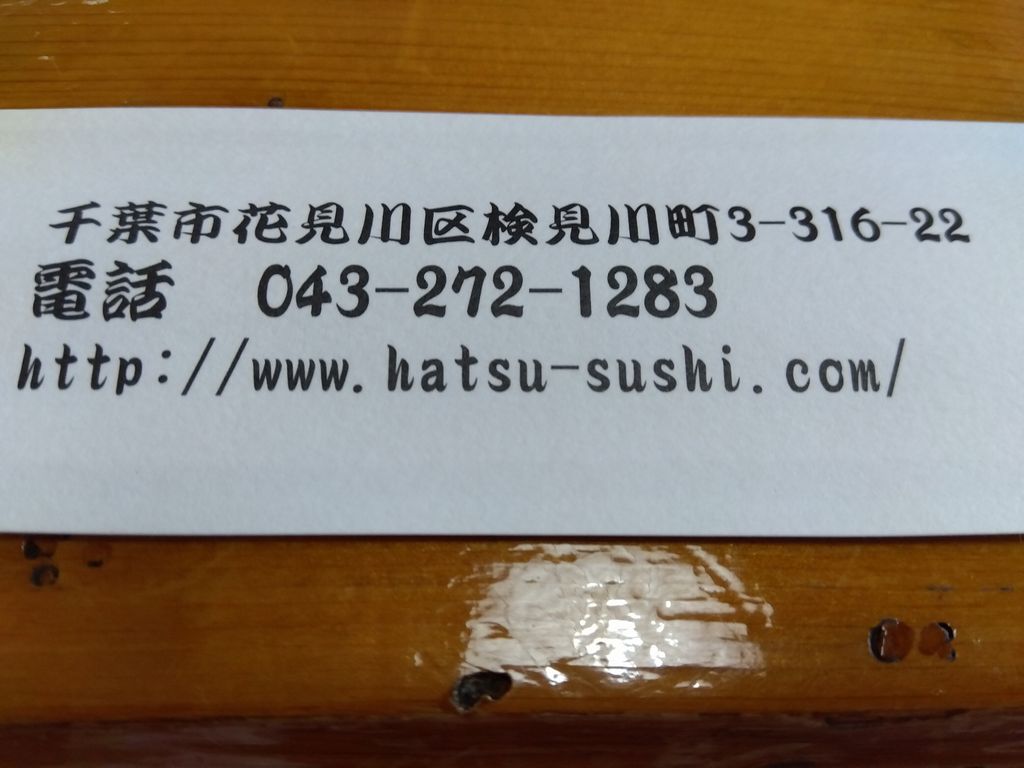 千葉市花見川区検見川町3-316-22
電話　043-272-1283
http://www.hatsu-sushi.com/